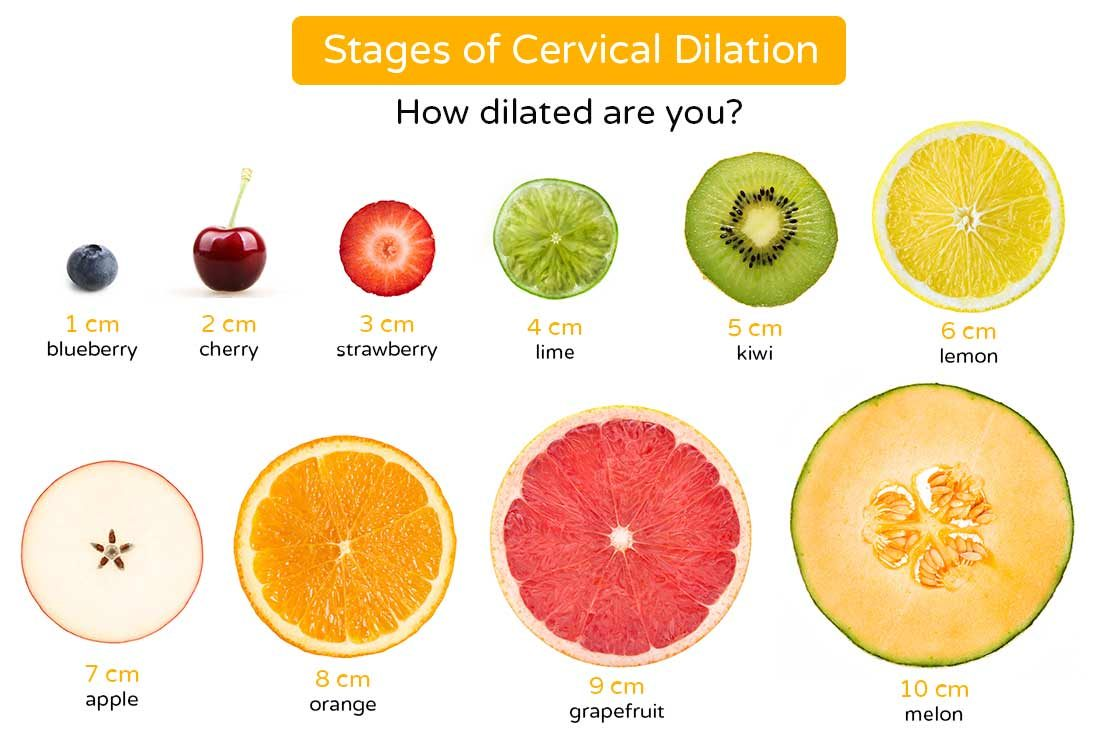 Stages of Cervical Dilation
How dilated are you?
1 cm
blueberry
2 cm
cherry
3 cm
strawberry
4 cm
lime
5 cm
kiwi
6 cm
lemon
7 cm
apple
8 cm
orange
9 cm
grapefruit
10 cm
melon